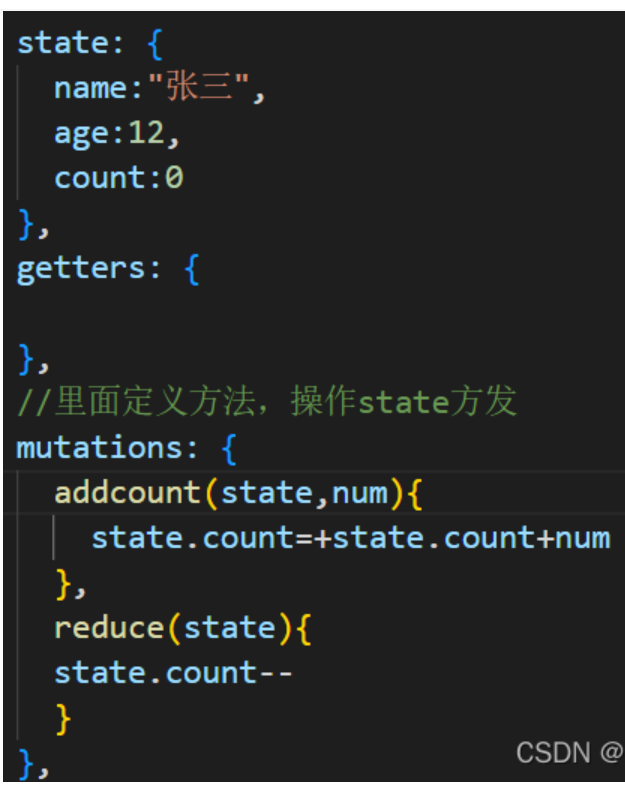 state: {
name:"张三",
age:12,
count:0
},
getters: {
},
//里面定义方法，操作state方发
mutations: {
addcount(state,num){
state.count=+state.count+num
},
reduce(state){
state.count--
}
},
CSDN @